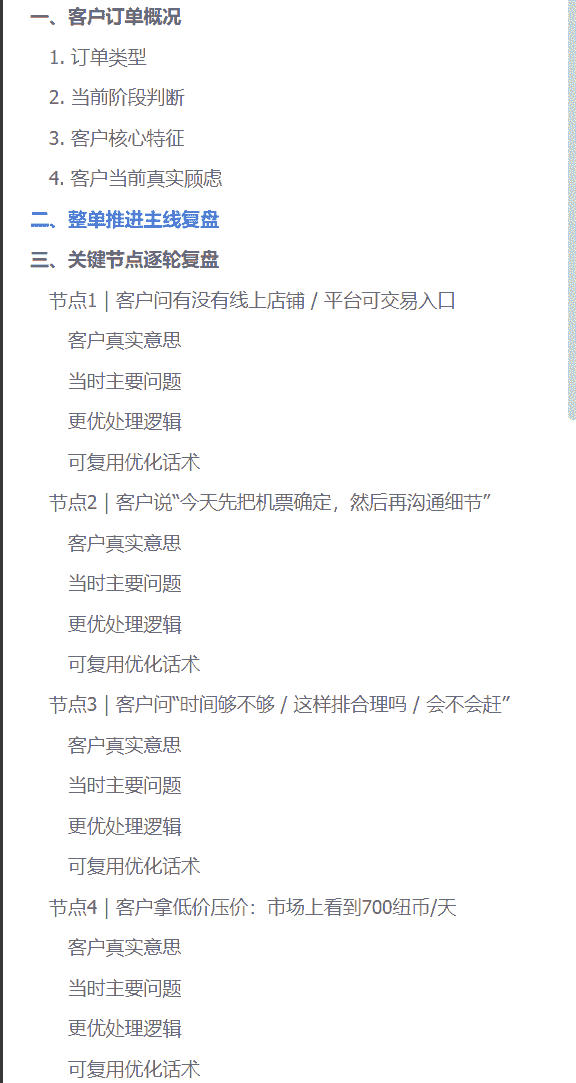 一、客户订单概况
1. 订单类型
2. 当前阶段判断
3. 客户核心特征
4. 客户当前真实顾虑
二、整单推进主线复盘
三、关键节点逐轮复盘
节点1 | 客户问有没有线上店铺 / 平台可交易入口
客户真实意思
当时主要问题
更优处理逻辑
可复用优化话术
节点2 | 客户说“今天先把机票确定，然后再沟通细节”
客户真实意思
当时主要问题
更优处理逻辑
可复用优化话术
节点3 | 客户问“时间够不够 / 这样排合理吗 / 会不会赶”
客户真实意思
当时主要问题
更优处理逻辑
可复用优化话术
节点4 | 客户拿低价压价：市场上看到700纽币/天
客户真实意思
当时主要问题
更优处理逻辑
可复用优化话术